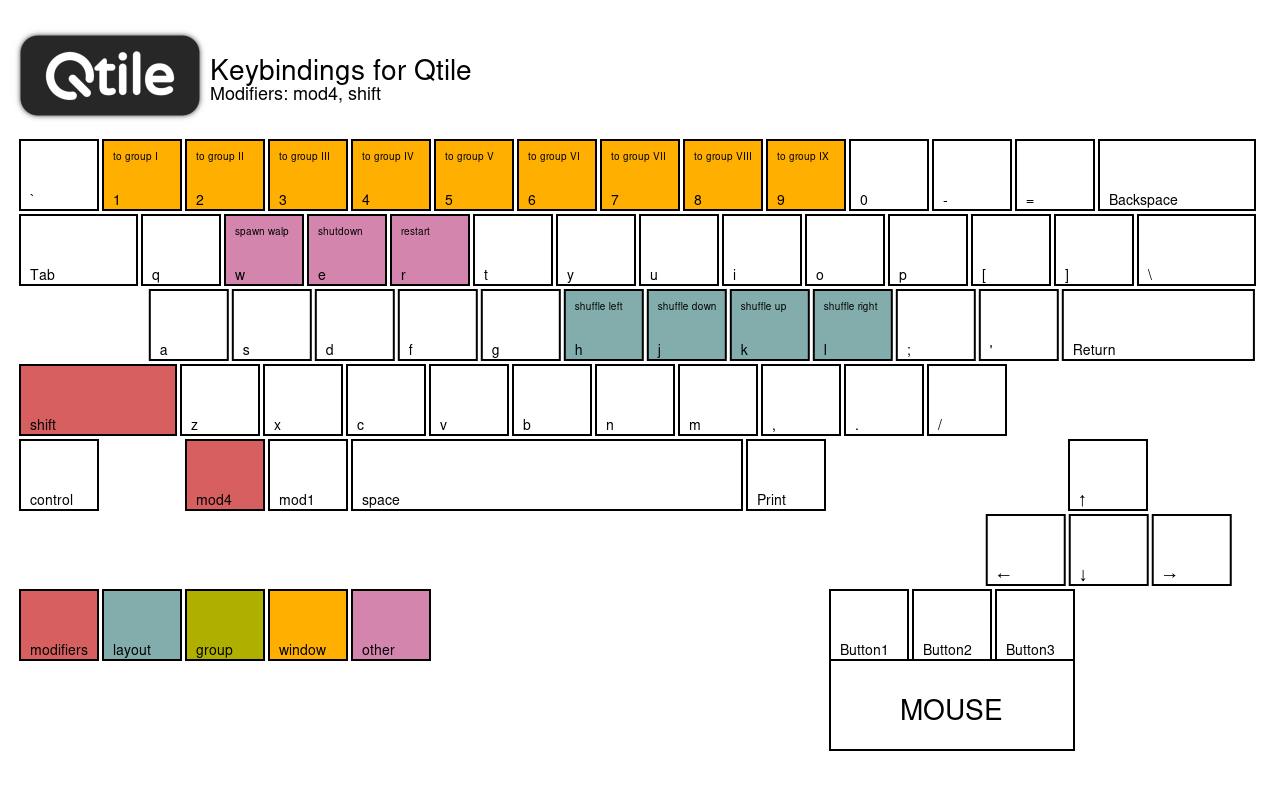 Qtile
Keybindings for Qtile
Modifiers: mod4, shift
to group I to group II to group III to group IV to group V to group VI to group VII to group VIII to group IX
` 1 2 3 4 5 6 7 8 9 0 - = Backspace
spawn walp shutdown restart
Tab q w e r t y u i o p [ ] \
shuffle left shuffle down shuffle up shuffle right
a s d f g h j k l ; ' Return
shift z x c v b n m , . /
control mod4 mod1 space Print ↑
← ↓ →
modifiers layout group window other Button1 Button2 Button3
MOUSE